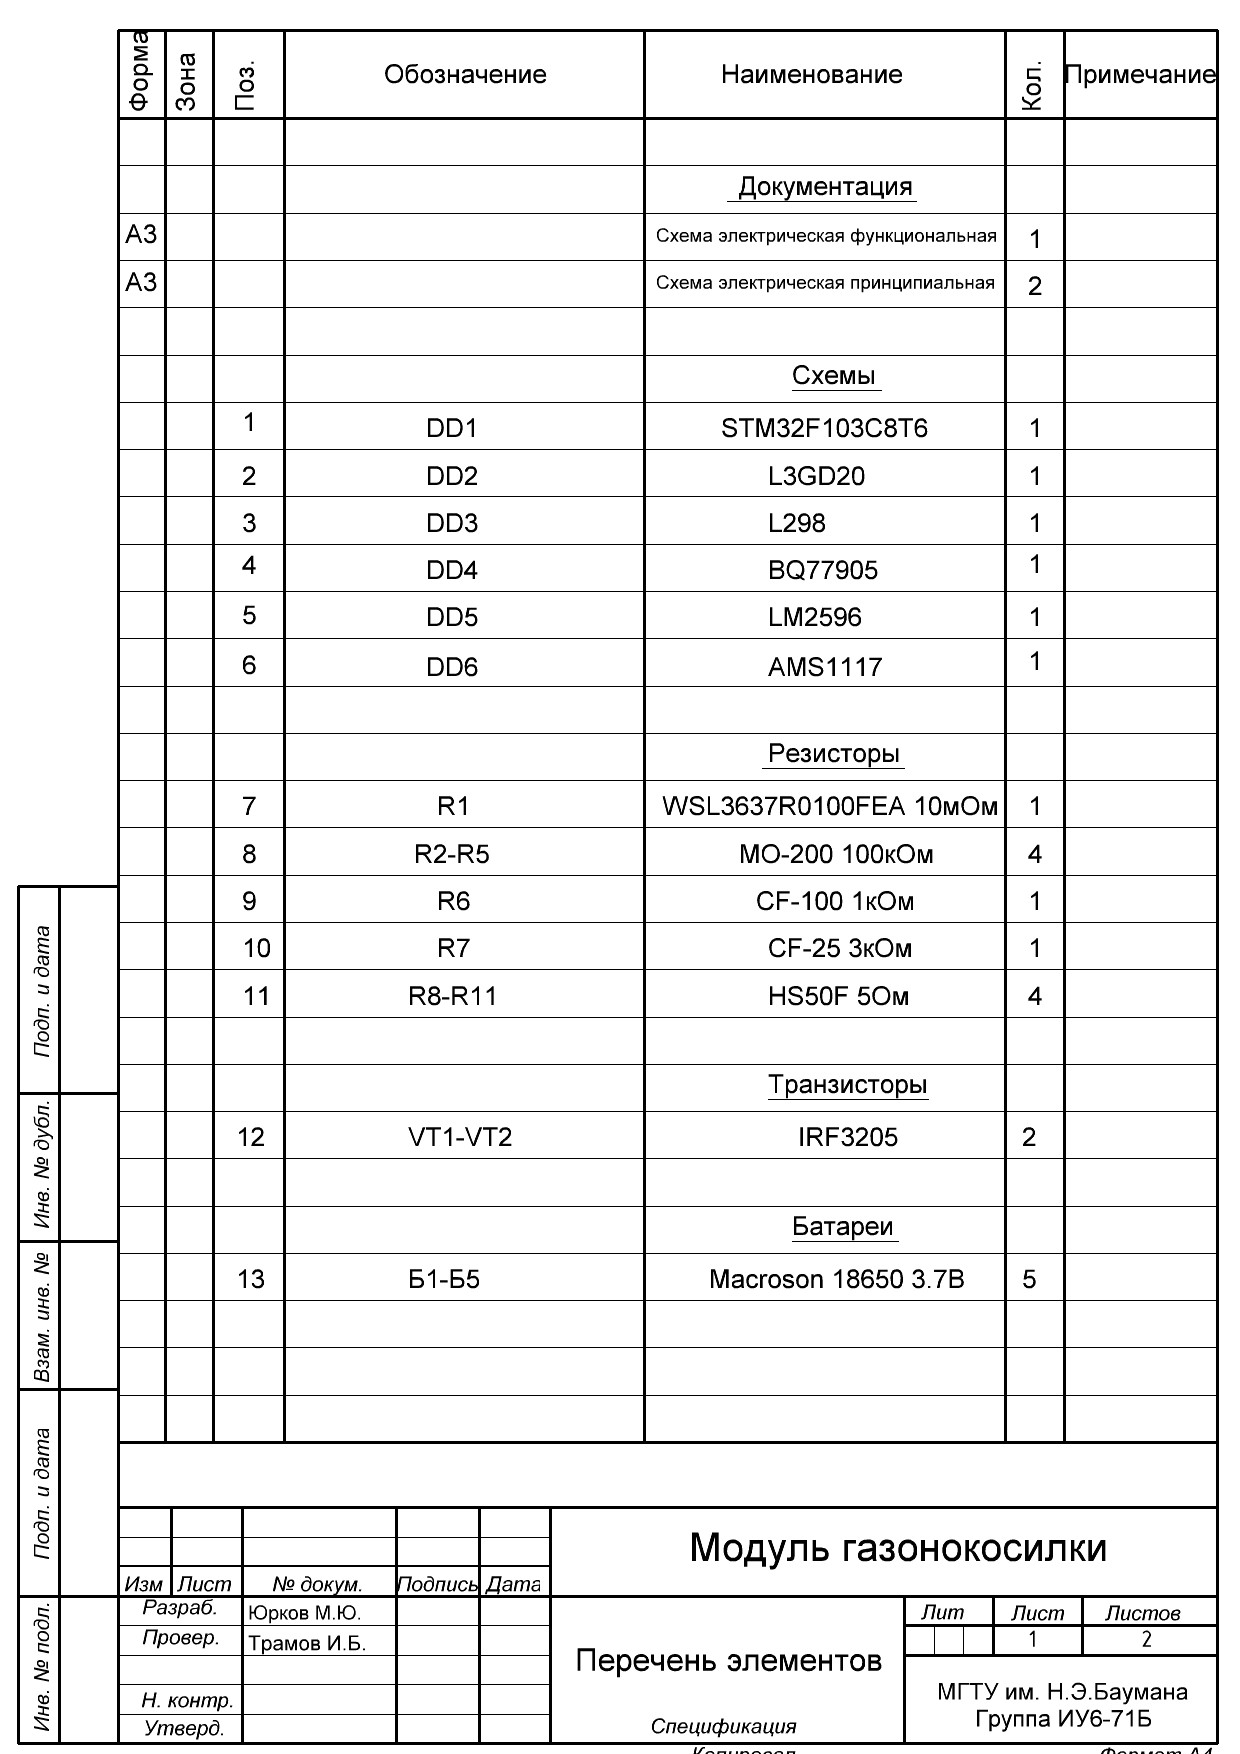 Форма Зона Поз. Обозначение Наименование Кол. Примечание
Документация
А3 Схема электрическая функциональная 1
А3 Схема электрическая принципиальная 2
Схемы
1 DD1 STM32F103C8T6 1
2 DD2 L3GD20 1
3 DD3 L298 1
4 DD4 BQ77905 1
5 DD5 LM2596 1
6 DD6 AMS1117 1
Резисторы
7 R1 WSL3637R0100FEA 10мОм 1
8 R2-R5 MO-200 100кОм 4
9 R6 CF-100 1кОм 1
10 R7 CF-25 3кОм 1
11 R8-R11 HS50F 5Ом 4
Транзисторы
12 VT1-VT2 IRF3205 2
Батареи
13 Б1-Б5 Macroson 18650 3.7В 5
Подп. и дата
Инв. № дубл.
Взам. инв. №
Подп. и дата
Инв. № подл.
Модуль газонокосилки
Изм Лист № докум. Подпись Дата
Разраб. Юрков М.Ю.
Провер. Трамов И.Б.
Н. контр.
Утверд.
Перечень элементов
Спецификация
Лит Лист Листов
1 2
МГТУ им. Н.Э.Баумана
Группа ИУ6-71Б
Копировал Формат А4